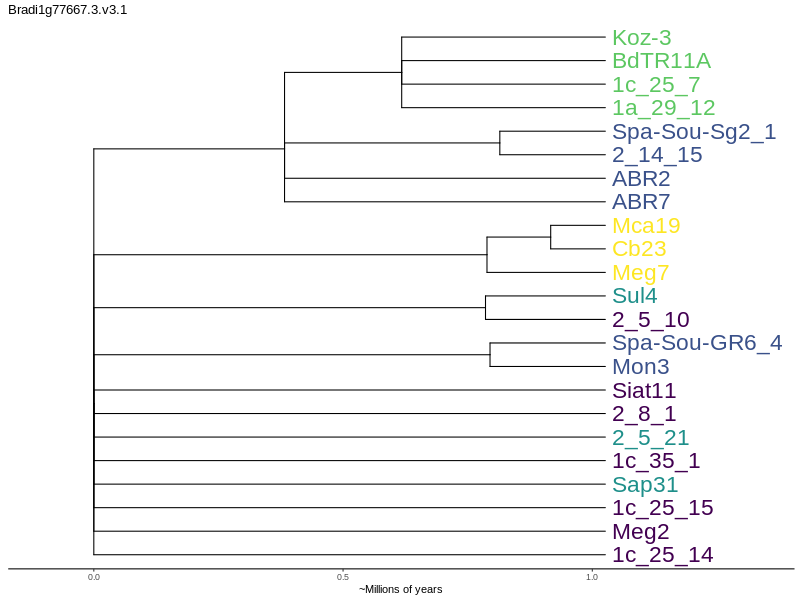 Bradi1g77667.3.v3.1
Koz-3
BdTR11A
1c_25_7
1a_29_12
Spa-Sou-Sg2_1
2_14_15
ABR2
ABR7
Mca19
Cb23
Meg7
Sul4
2_5_10
Spa-Sou-GR6_4
Mon3
Siat11
2_8_1
2_5_21
1c_35_1
Sap31
1c_25_15
Meg2
1c_25_14
0.0 0.5 1.0
~Millions of years